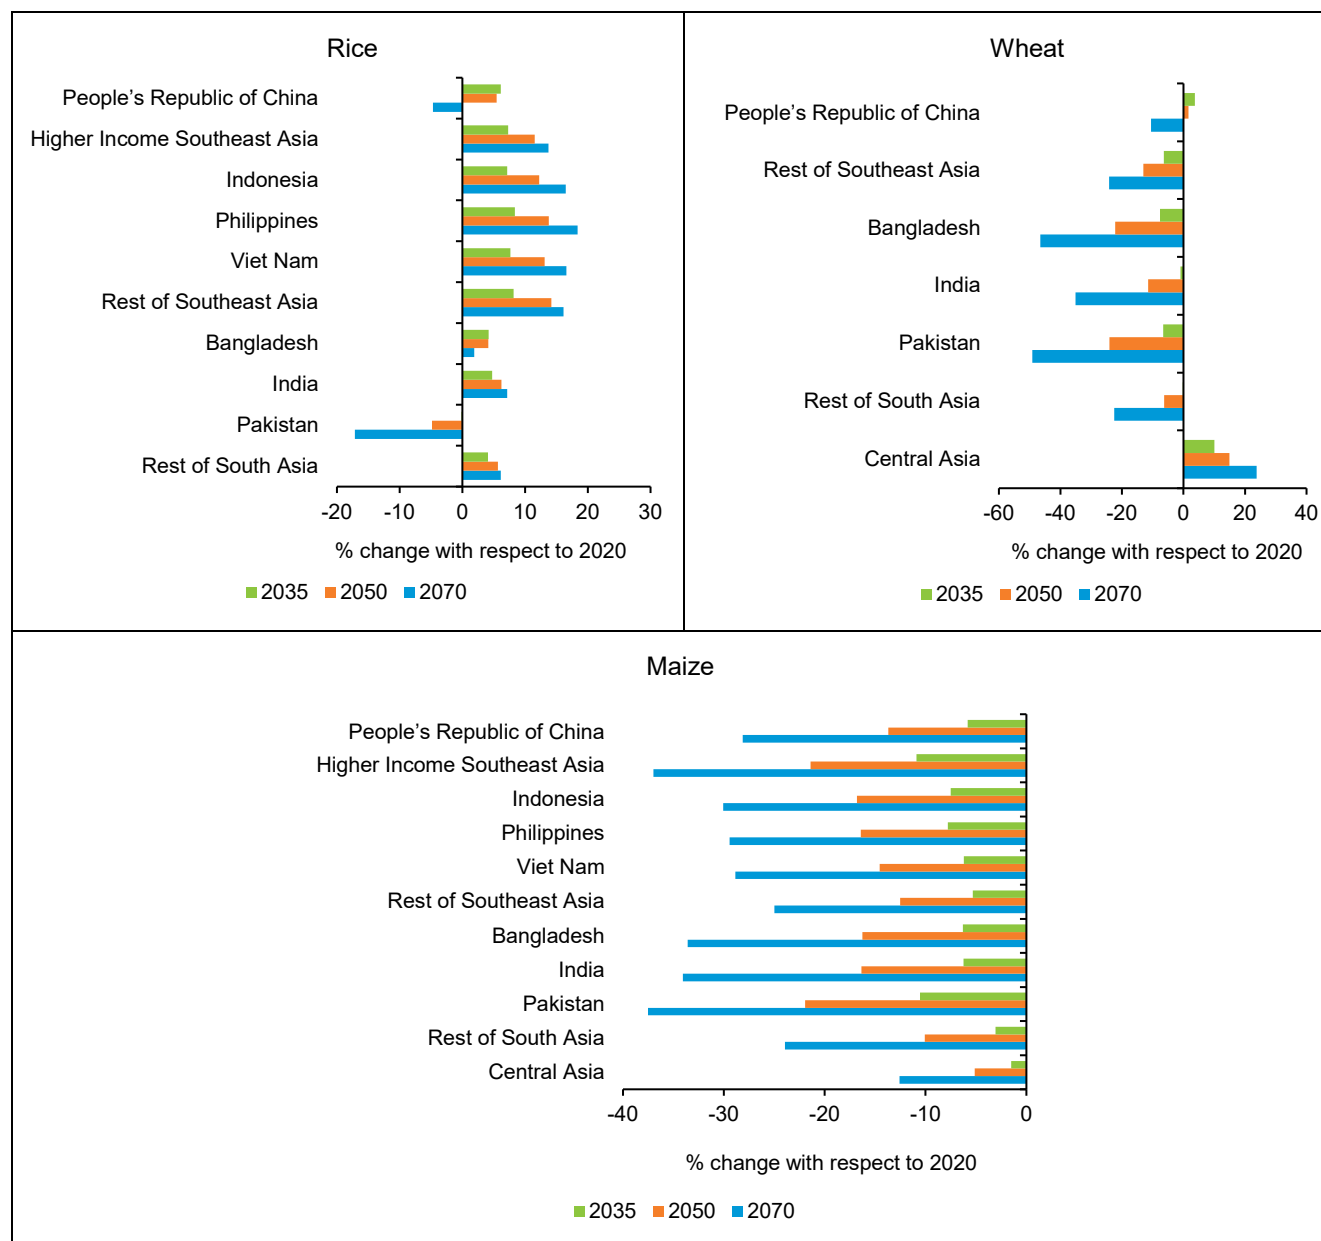 Rice
People’s Republic of China
Higher Income Southeast Asia
Indonesia
Philippines
Viet Nam
Rest of Southeast Asia
Bangladesh
India
Pakistan
Rest of South Asia
-20 -10 0 10 20 30
% change with respect to 2020
2035 2050 2070
Wheat
People’s Republic of China
Rest of Southeast Asia
Bangladesh
India
Pakistan
Rest of South Asia
Central Asia
-60 -40 -20 0 20 40
% change with respect to 2020
2035 2050 2070
Maize
People’s Republic of China
Higher Income Southeast Asia
Indonesia
Philippines
Viet Nam
Rest of Southeast Asia
Bangladesh
India
Pakistan
Rest of South Asia
Central Asia
-40 -30 -20 -10 0
% change with respect to 2020
2035 2050 2070